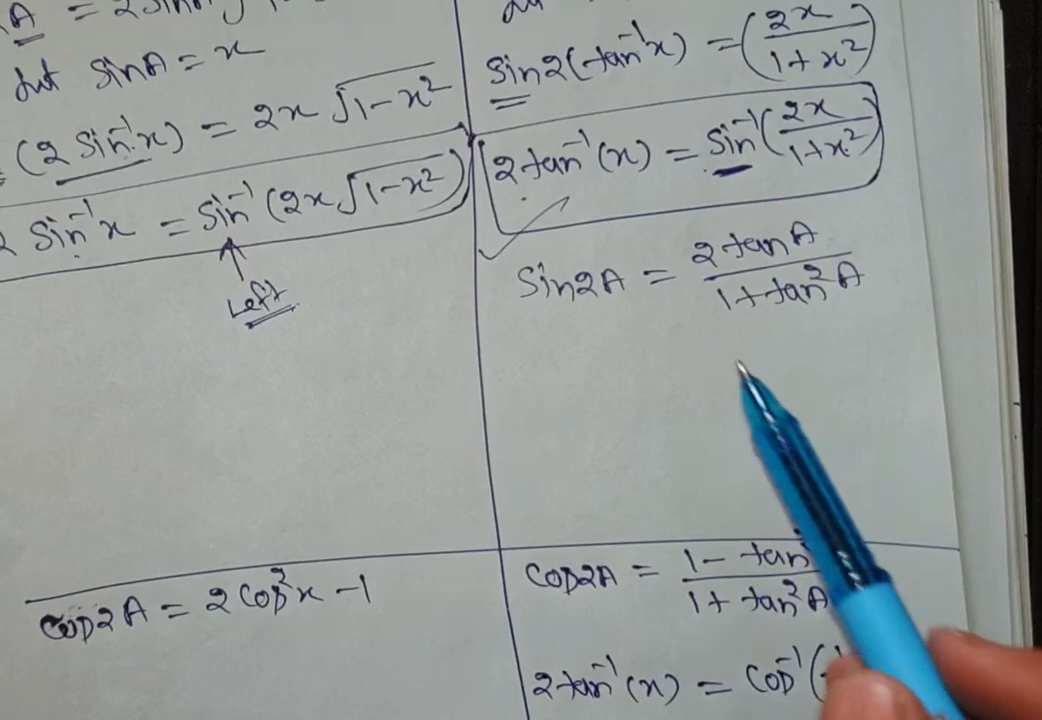 A = 2sinA
let sinA = x
(2 sin⁻¹x) = 2x √1-x²
2 sin⁻¹x = sin⁻¹(2x√1-x²)
Left
cos2A = 2cos²x - 1
sin2(tan⁻¹x) = (2x/1+x²)
2tan⁻¹(x) = sin⁻¹(2x/1+x²)
sin2A = 2tanA/1+tan²A
cos2A = 1-tan²/1+tan²A
2tan⁻¹(x) = cos⁻¹(